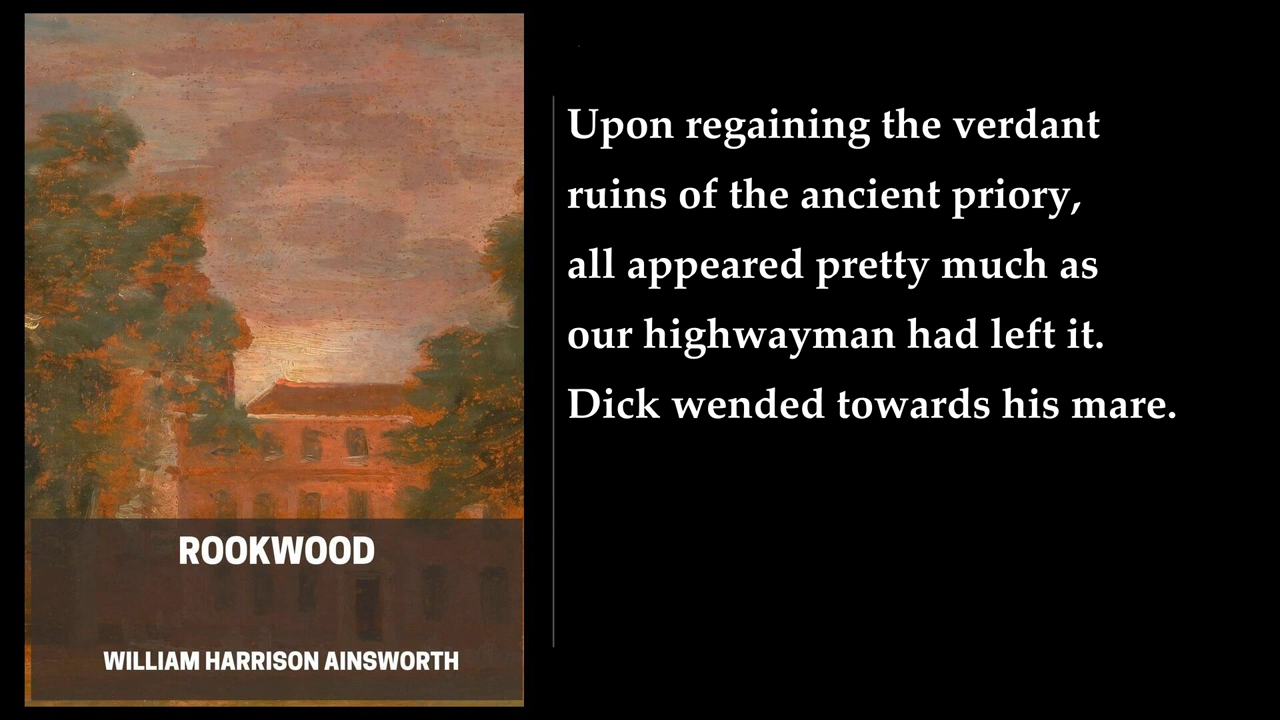 ROOKWOOD
WILLIAM HARRISON AINSWORTH
Upon regaining the verdant
ruins of the ancient priory,
all appeared pretty much as
our highwayman had left it.
Dick wended towards his mare.